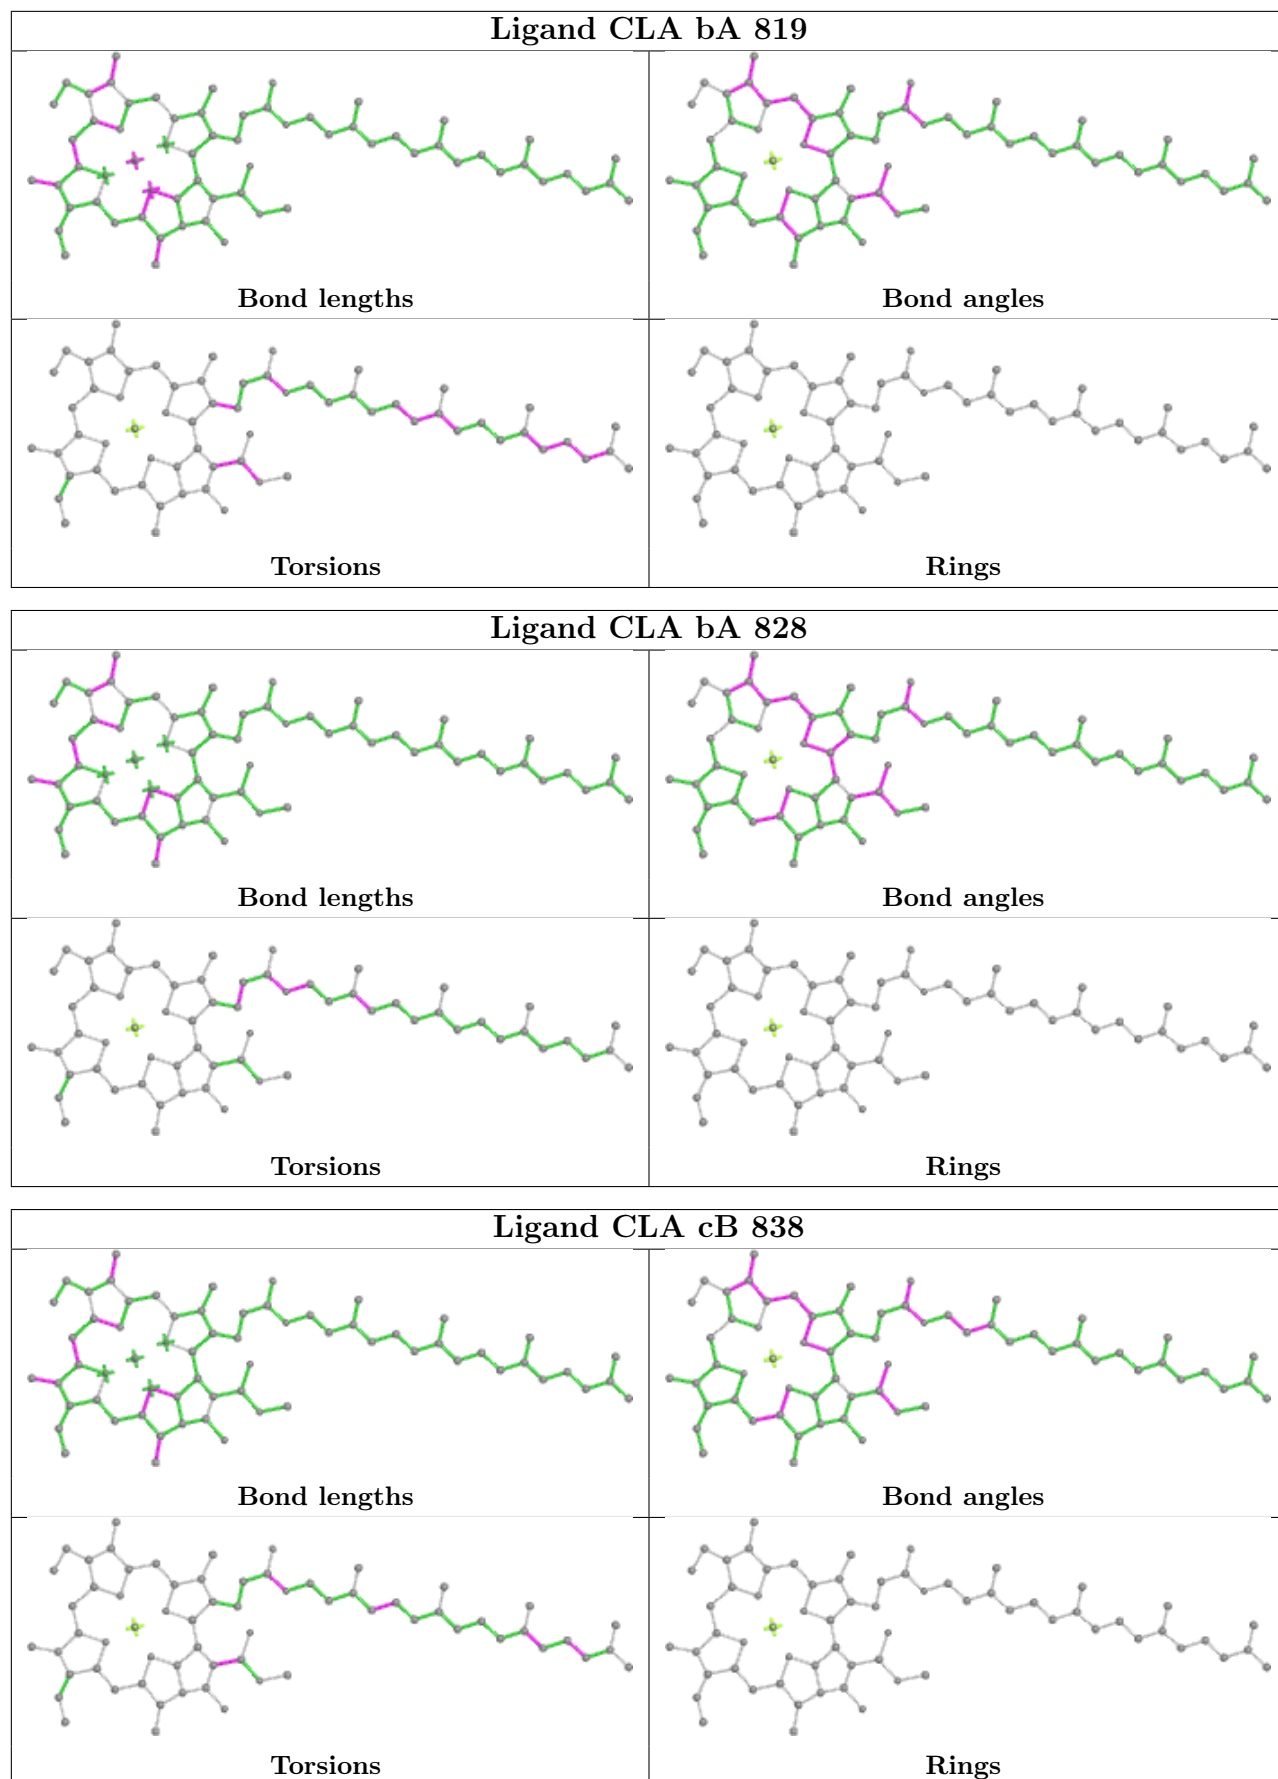 Ligand CLA bA 819
Bond lengths
Bond angles
Torsions
Rings
Ligand CLA bA 828
Bond lengths
Bond angles
Torsions
Rings
Ligand CLA cB 838
Bond lengths
Bond angles
Torsions
Rings